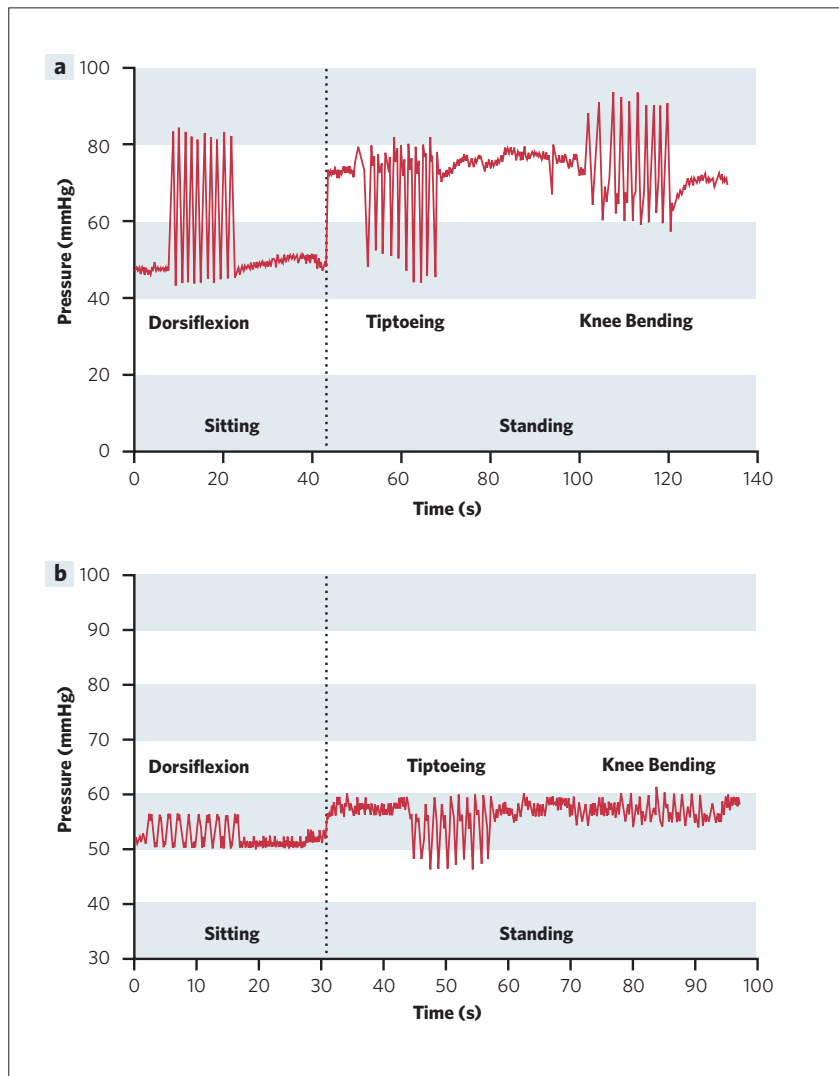 a
100
80
60
40
20
0
Pressure (mmHg)
Dorsiflexion
Tiptoeing
Knee Bending
Sitting
Standing
0 20 40 60 80 100 120 140
Time (s)
b
100
90
80
70
60
50
40
30
Pressure (mmHg)
Dorsiflexion
Tiptoeing
Knee Bending
Sitting
Standing
0 10 20 30 40 50 60 70 80 90 100
Time (s)